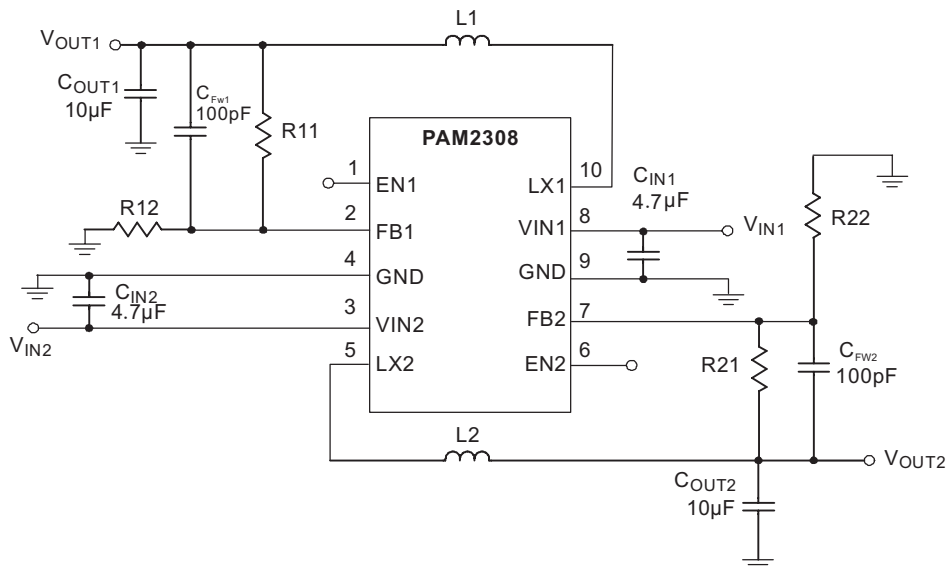 L1
VOUT1
COUT1
10µF
CFw1
100pF
R11
PAM2308
1
EN1
10
LX1
CIN1
4.7µF
R12
2
FB1
8
VIN1
VIN1
R22
4
GND
9
GND
CIN2
4.7µF
3
VIN2
7
FB2
VIN2
5
LX2
6
EN2
R21
CFW2
100pF
L2
VOUT2
COUT2
10µF